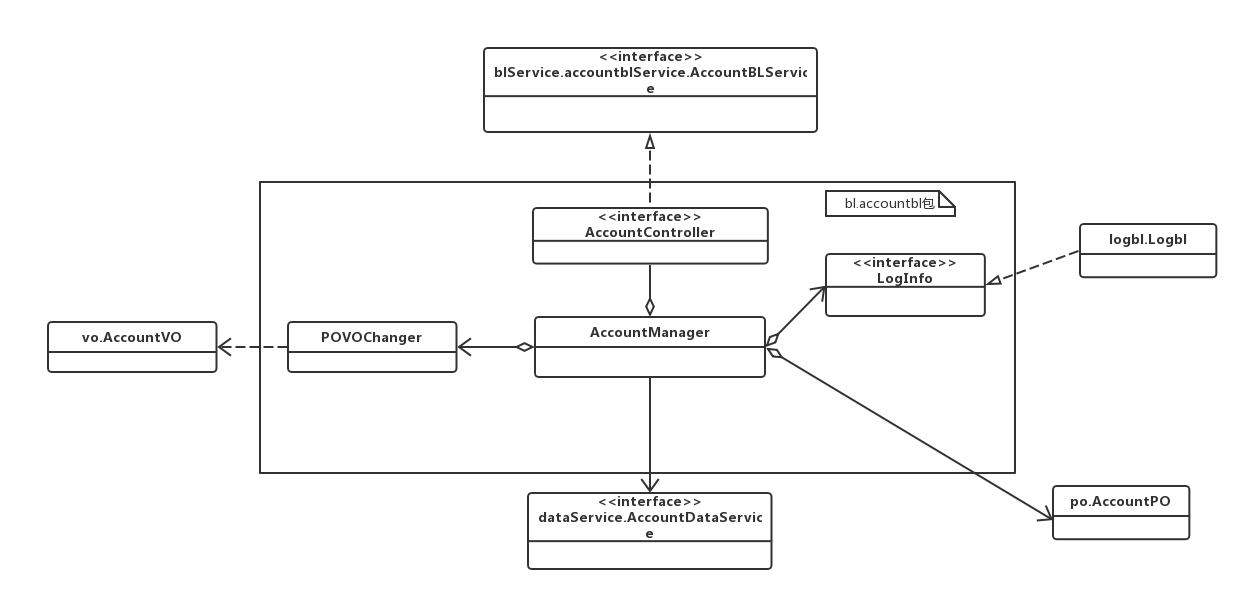 <<interface>>
blService.accountblService.AccountBLServic
e
bl.accountbl包
<<interface>>
AccountController
logbl.Logbl
<<interface>>
LogInfo
vo.AccountVO
POVOChanger
AccountManager
<<interface>>
dataService.AccountDataServic
e
po.AccountPO